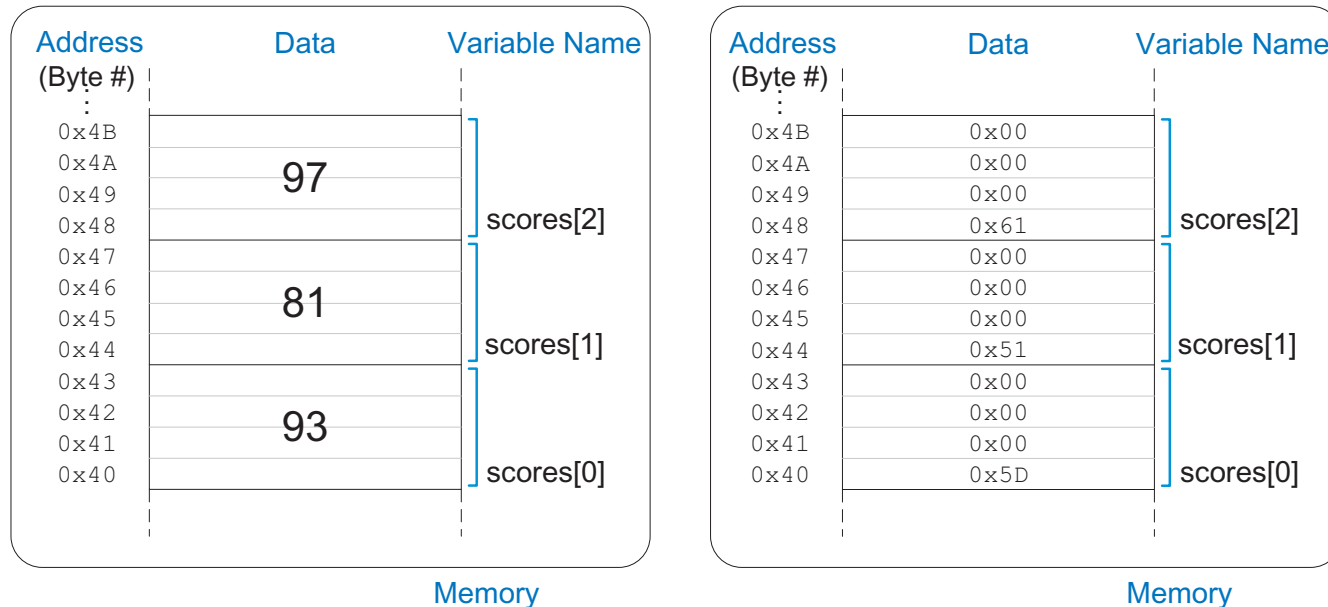 Address Data Variable Name
(Byte #)
0x4B
0x4A
0x49
0x48
97
scores[2]
0x47
0x46
0x45
0x44
81
scores[1]
0x43
0x42
0x41
0x40
93
scores[0]
Memory
Address Data Variable Name
(Byte #)
0x4B 0x00
0x4A 0x00
0x49 0x00
0x48 0x61 scores[2]
0x47 0x00
0x46 0x00
0x45 0x00
0x44 0x51 scores[1]
0x43 0x00
0x42 0x00
0x41 0x00
0x40 0x5D scores[0]
Memory